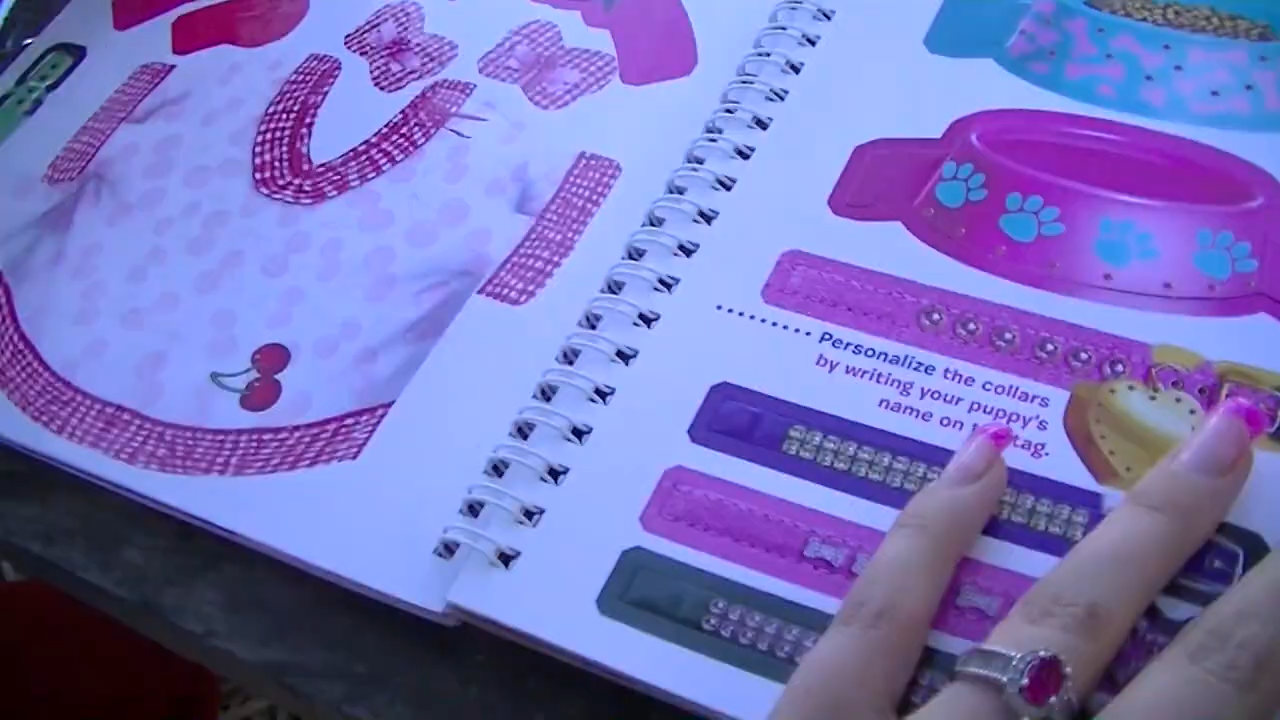 Personalize the collars
by writing your puppy's
name on tag.